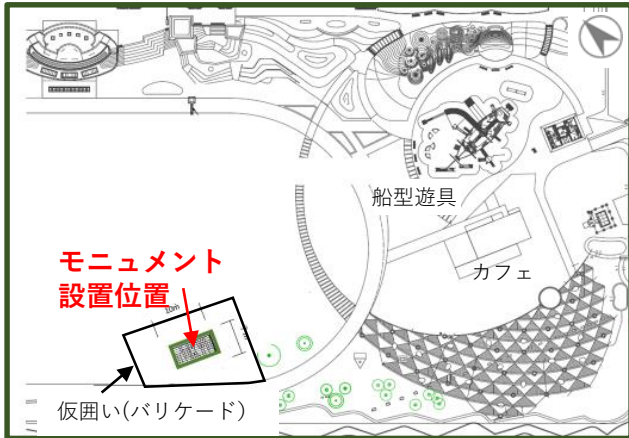 船型遊具
カフェ
モニュメント
設置位置
10m
仮囲い(バリケード)